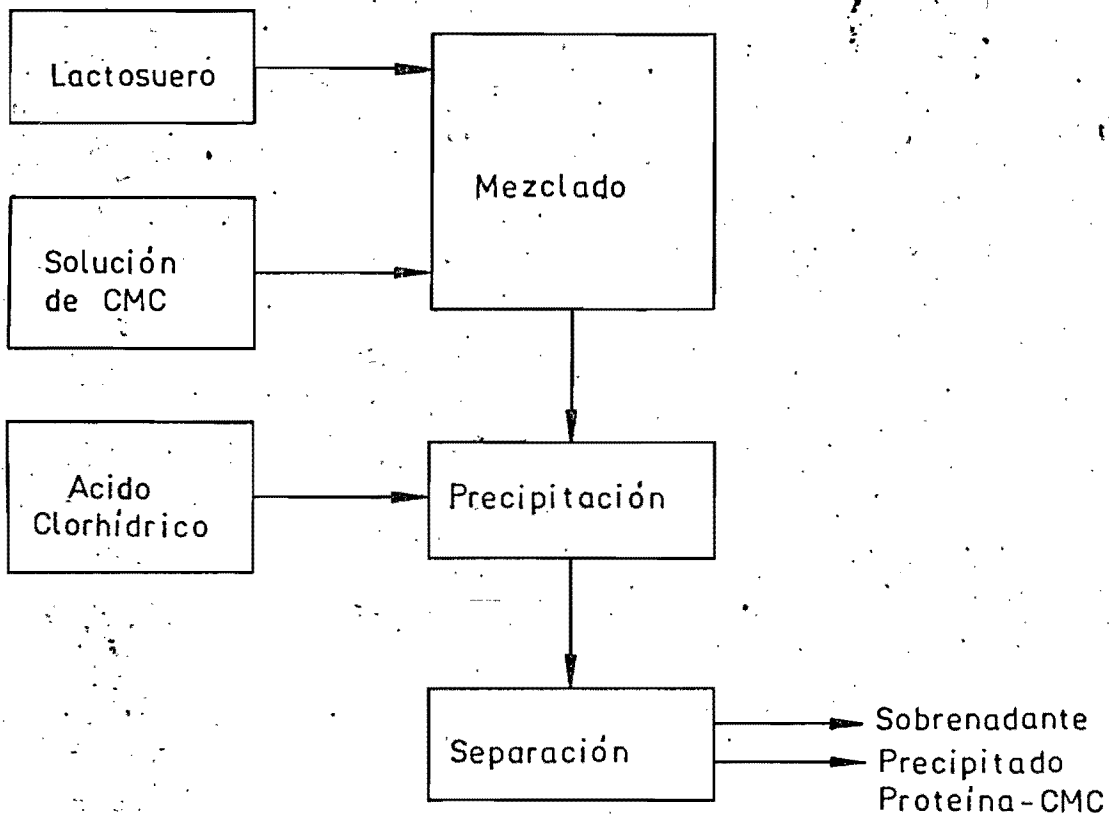 Lactosuero
Mezclado
Solución
de CMC
Acido
Clorhídrico
Precipitación
Separación
Sobrenadante
Precipitado
Proteína-CMC